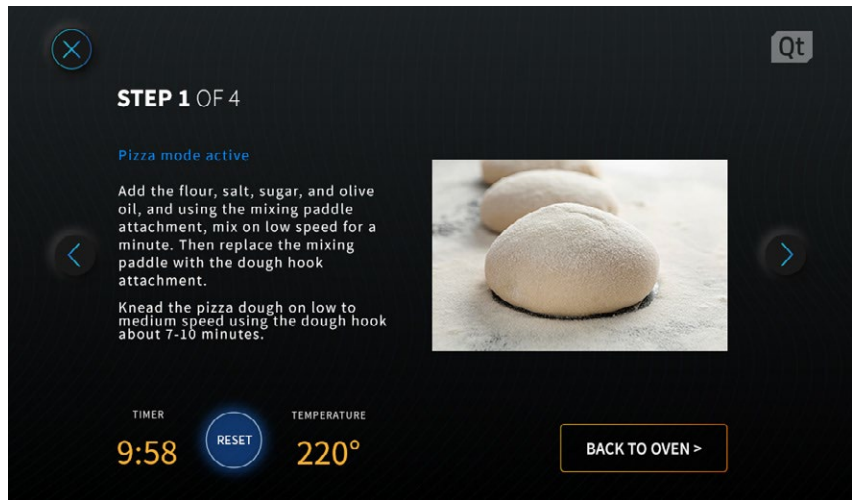 Qt
STEP 1 OF 4
Pizza mode active
Add the flour, salt, sugar, and olive
oil, and using the mixing paddle
attachment, mix on low speed for a
minute. Then replace the mixing
paddle with the dough hook
attachment.
Knead the pizza dough on low to
medium speed using the dough hook
about 7-10 minutes.
TIMER
9:58
RESET
TEMPERATURE
220°
BACK TO OVEN >